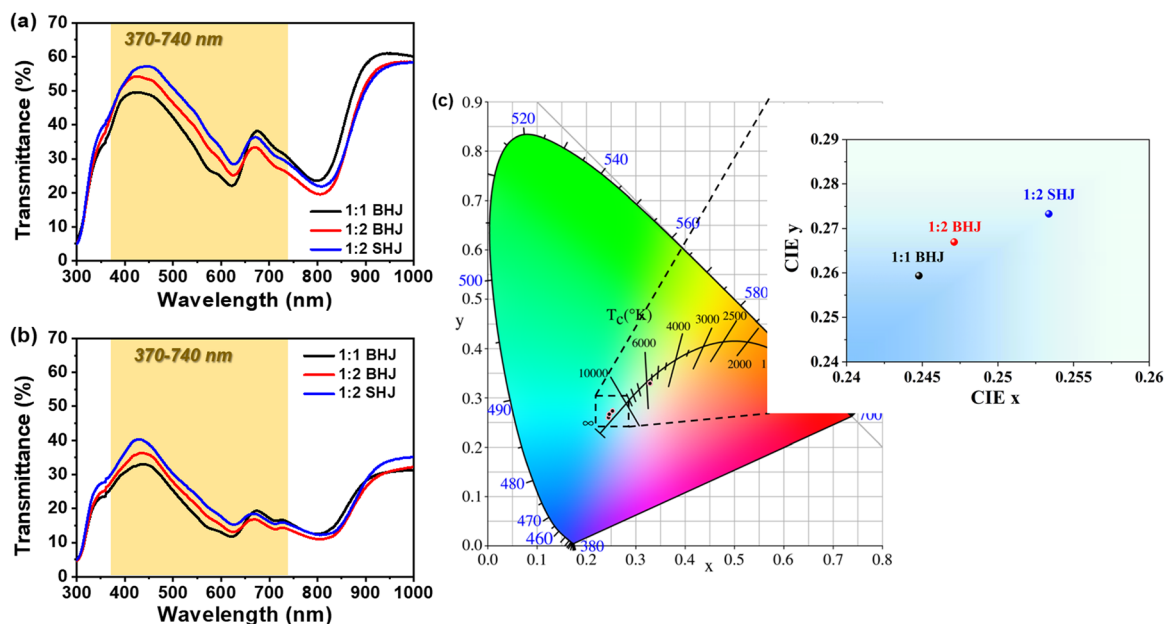 (a)
70
60
50
40
30
20
10
0
Transmittance (%)
370-740 nm
1:1 BHJ
1:2 BHJ
1:2 SHJ
300 400 500 600 700 800 900 1000
Wavelength (nm)
(b)
70
60
50
40
30
20
10
0
Transmittance (%)
370-740 nm
1:1 BHJ
1:2 BHJ
1:2 SHJ
300 400 500 600 700 800 900 1000
Wavelength (nm)
(c)
0.9
0.8
0.7
0.6
0.5
y
0.4
0.3
0.2
0.1
0.0
520
540
560
580
500
490
480
470
460
380
700
Tc(°K)
∞
10000
6000
4000
3000
2500
2000
1
0.0 0.1 0.2 0.3 0.4 0.5 0.6 0.7 0.8
x
0.29
0.28
0.27
0.26
0.25
0.24
CIE y
1:2 SHJ
1:2 BHJ
1:1 BHJ
0.24 0.245 0.25 0.255 0.26
CIE x